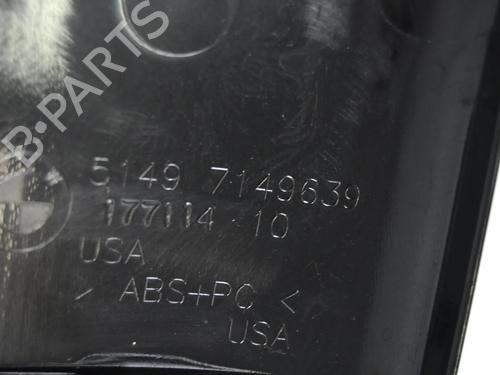 B-PARTS
5149 7149639
177114-10
USA
> ABS+PC <
USA